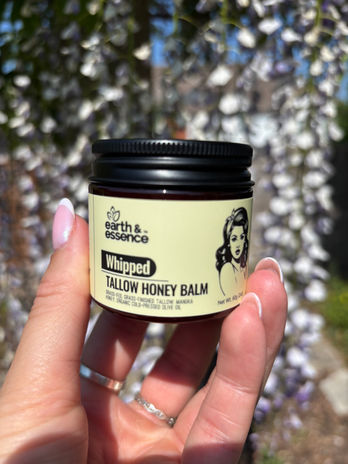 earth & ™
essence
Whipped
TALLOW HONEY BALM
GRASS-FED, GRASS-FINISHED TALLOW, MANUKA
HONEY, ORGANIC COLD-PRESSED OLIVE OIL
Net. Wt.